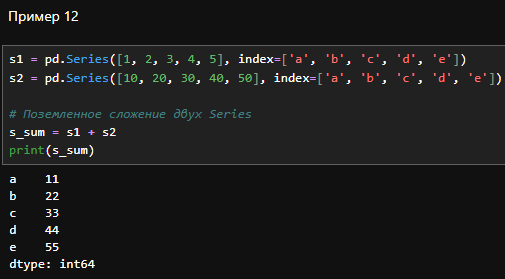 Пример 12
s1 = pd.Series([1, 2, 3, 4, 5], index=['a', 'b', 'c', 'd', 'e'])
s2 = pd.Series([10, 20, 30, 40, 50], index=['a', 'b', 'c', 'd', 'e'])
# Поземленное сложение двух Series
s_sum = s1 + s2
print(s_sum)
a    11
b    22
c    33
d    44
e    55
dtype: int64